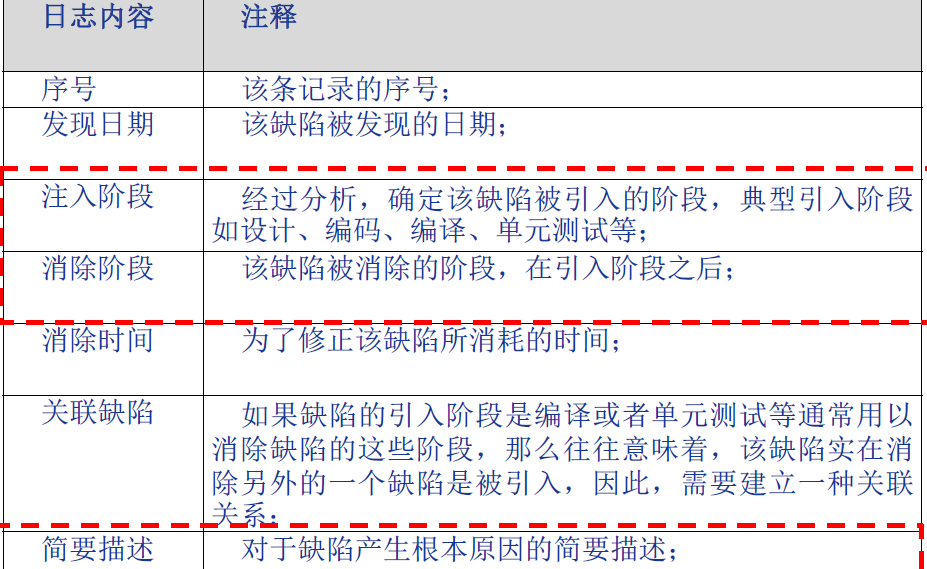 日志内容 注释
序号 该条记录的序号；
发现日期 该缺陷被发现的日期；
注入阶段 经过分析，确定该缺陷被引入的阶段，典型引入阶段
如设计、编码、编译、单元测试等；
消除阶段 该缺陷被消除的阶段，在引入阶段之后；
消除时间 为了修正该缺陷所消耗的时间；
关联缺陷 如果缺陷的引入阶段是编译或者单元测试等通常用以
消除缺陷的这些阶段，那么往往意味着，该缺陷实在消
除另外的一个缺陷是被引入，因此，需要建立一种关联
关系；
简要描述 对于缺陷产生根本原因的简要描述；